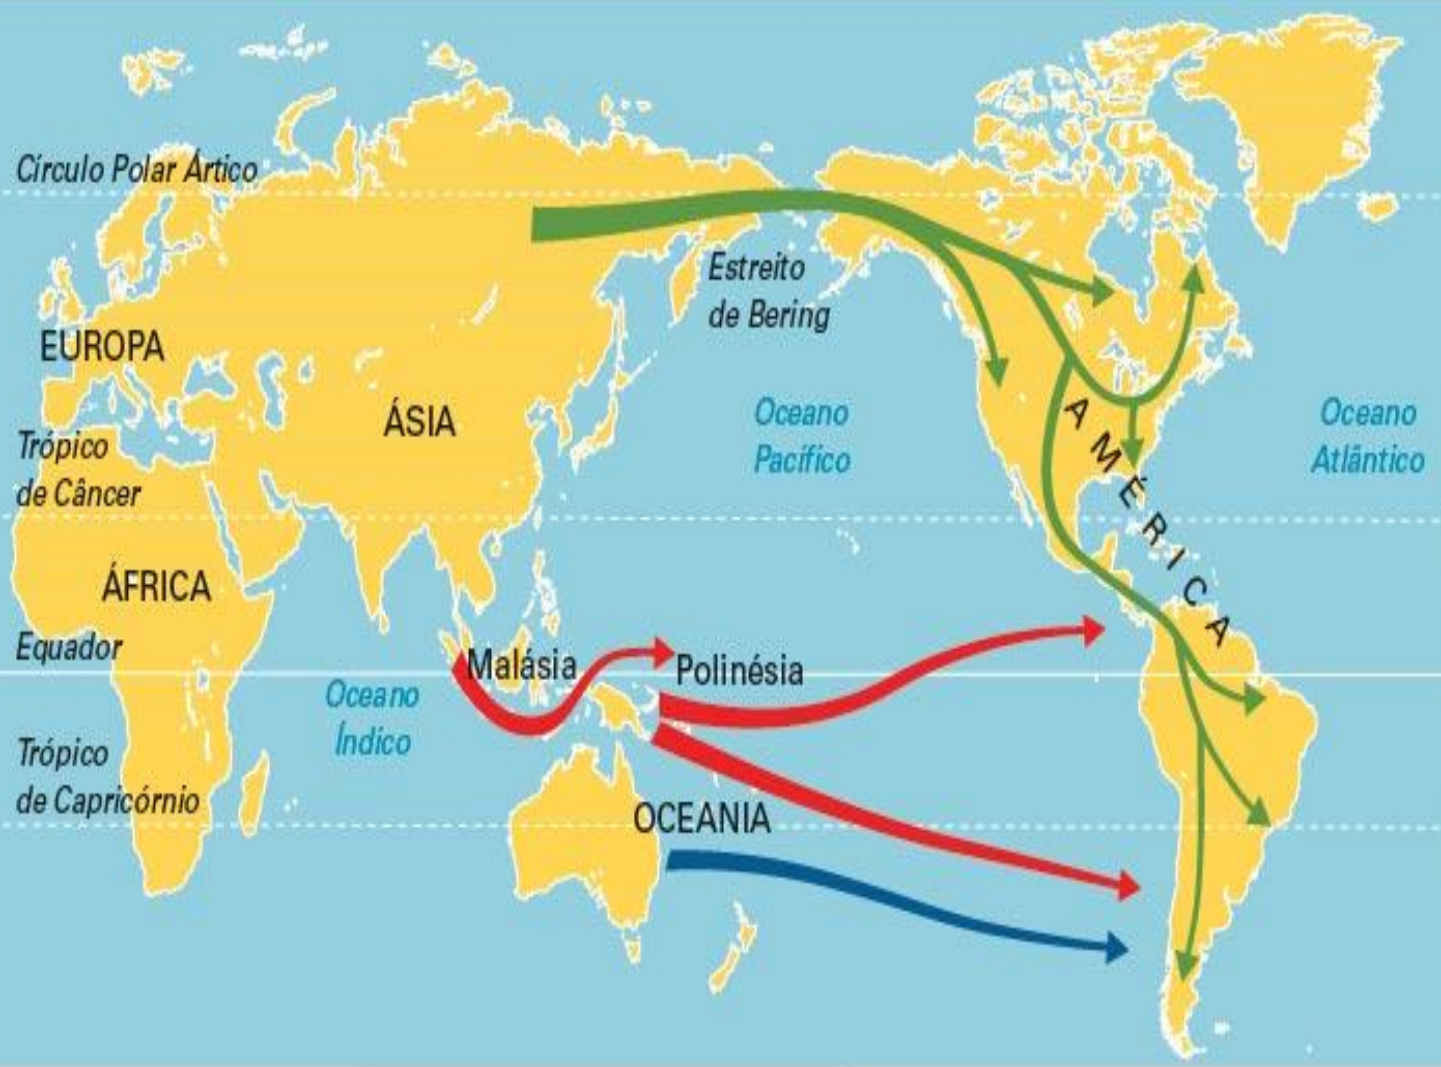 Círculo Polar Ártico
Estreito
de Bering
EUROPA
ÁSIA
Oceano
Pacífico
Oceano
Atlântico
AMÉRICA
Trópico
de Câncer
ÁFRICA
Equador
Malásia
Polinésia
Oceano
Índico
Trópico
de Capricórnio
OCEANIA